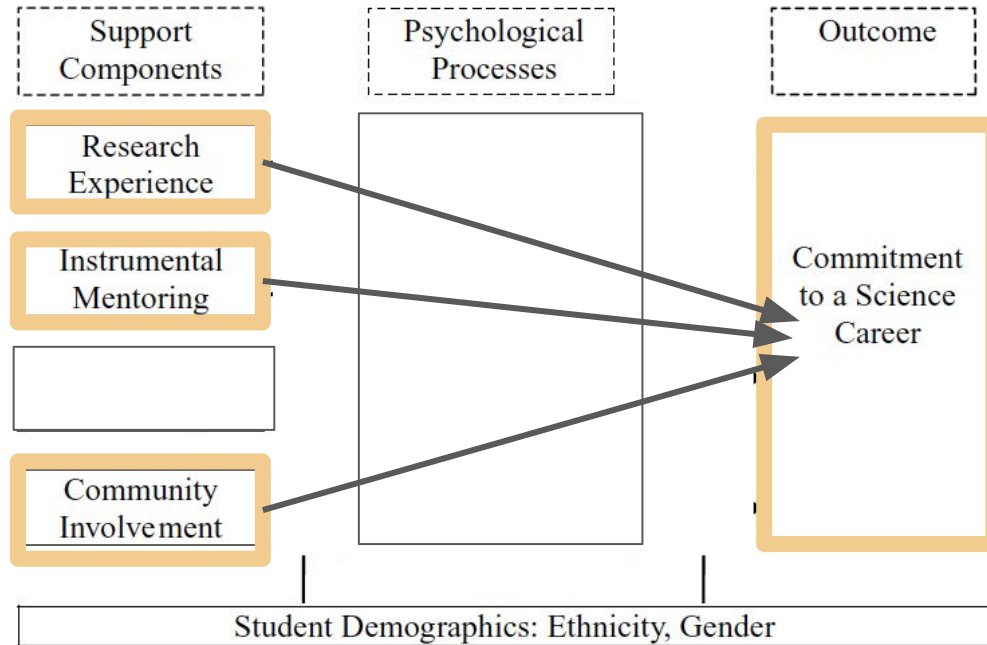 Support
Components
Psychological
Processes
Outcome
Research
Experience
Instrumental
Mentoring
Community
Involvement
Commitment
to a Science
Career
Student Demographics: Ethnicity, Gender